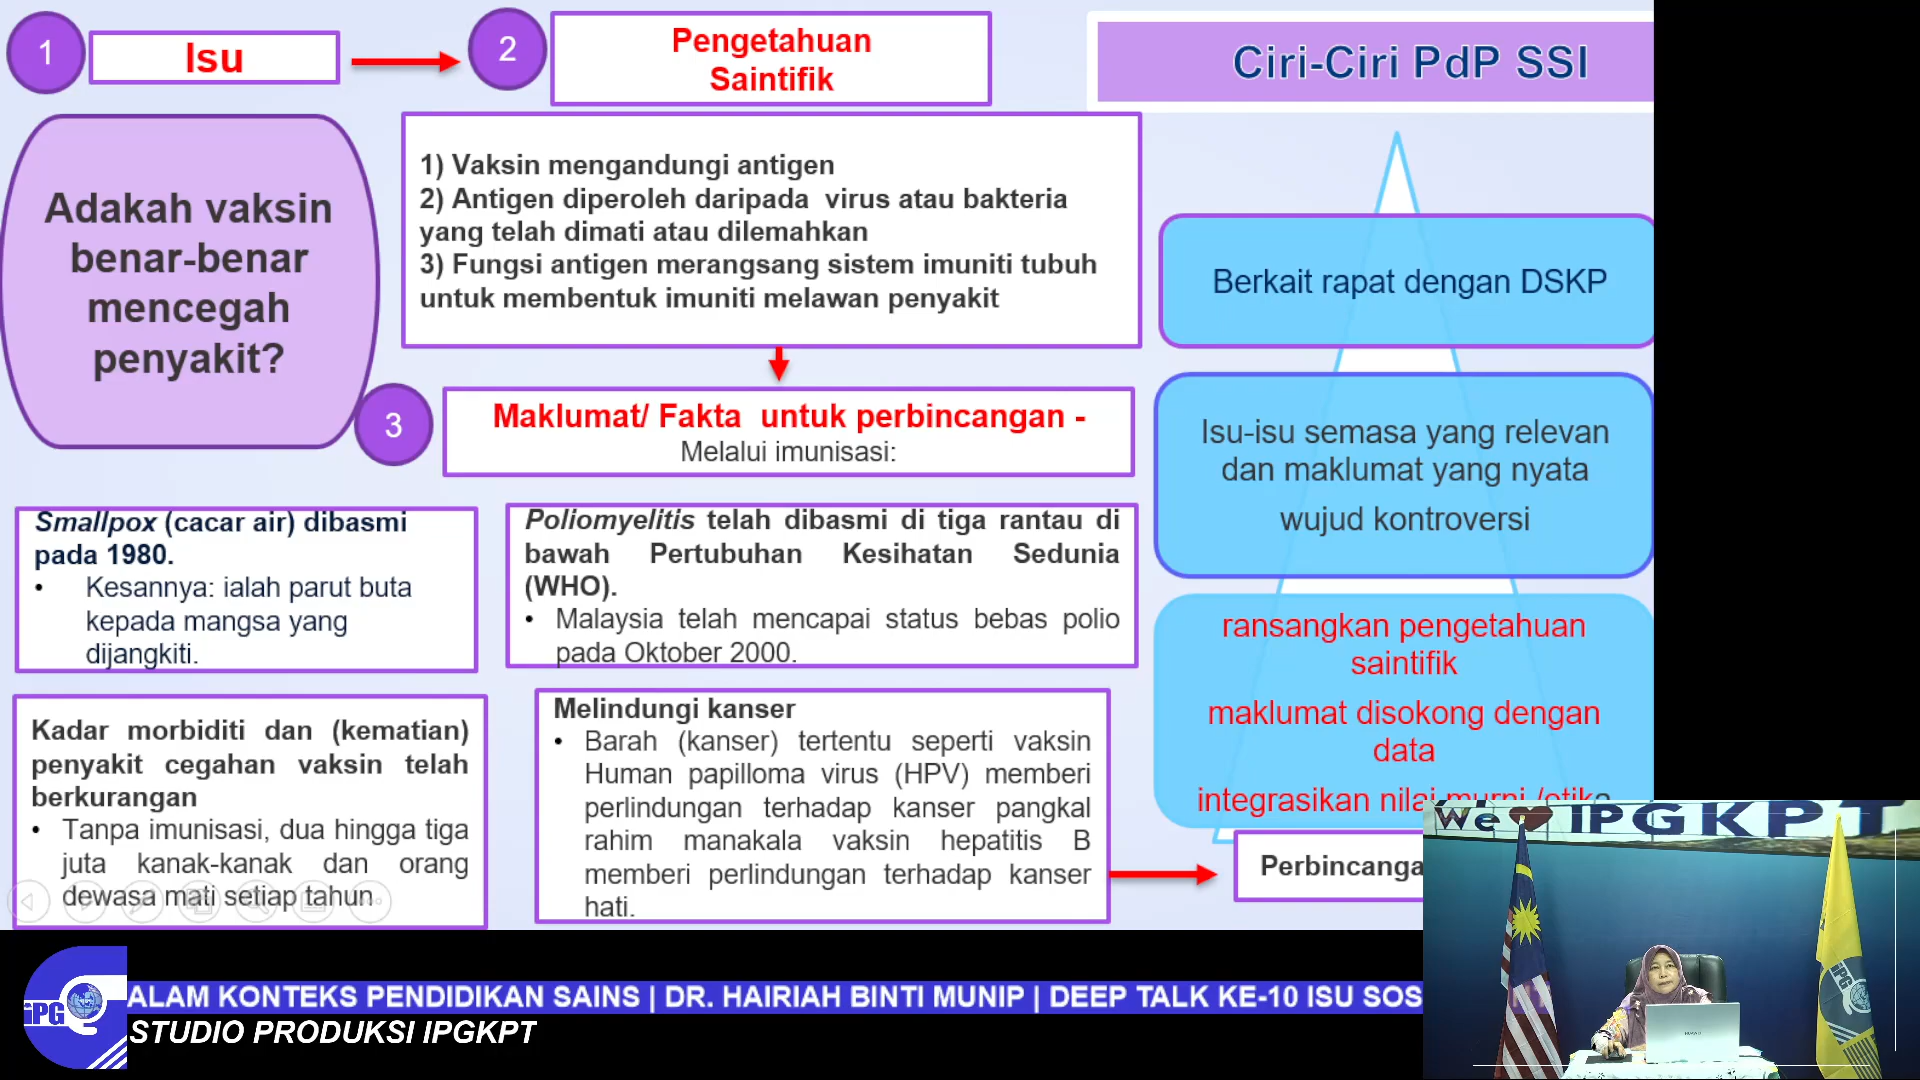 1
Isu
2
Pengetahuan
Saintifik
Ciri-Ciri PdP SSI
Adakah vaksin
benar-benar
mencegah
penyakit?
1) Vaksin mengandungi antigen
2) Antigen diperoleh daripada virus atau bakteria
yang telah dimati atau dilemahkan
3) Fungsi antigen merangsang sistem imuniti tubuh
untuk membentuk imuniti melawan penyakit
3
Maklumat/ Fakta untuk perbincangan -
Melalui imunisasi:
Smallpox (cacar air) dibasmi
pada 1980.
• Kesannya: ialah parut buta
kepada mangsa yang
dijangkiti.
Poliomyelitis telah dibasmi di tiga rantau di
bawah Pertubuhan Kesihatan Sedunia
(WHO).
• Malaysia telah mencapai status bebas polio
pada Oktober 2000.
Kadar morbiditi dan (kematian)
penyakit cegahan vaksin telah
berkurangan
• Tanpa imunisasi, dua hingga tiga
juta kanak-kanak dan orang
dewasa mati setiap tahun.
Melindungi kanser
• Barah (kanser) tertentu seperti vaksin
Human papilloma virus (HPV) memberi
perlindungan terhadap kanser pangkal
rahim manakala vaksin hepatitis B
memberi perlindungan terhadap kanser
hati.
Berkait rapat dengan DSKP
Isu-isu semasa yang relevan
dan maklumat yang nyata
wujud kontroversi
ransangkan pengetahuan
saintifik
maklumat disokong dengan
data
integrasikan nilai murni /etika
Perbincanga
We IPGKPT
iPG
HUAWEI
iPG
ALAM KONTEKS PENDIDIKAN SAINS | DR. HAIRIAH BINTI MUNIP | DEEP TALK KE-10 ISU SOS
STUDIO PRODUKSI IPGKPT